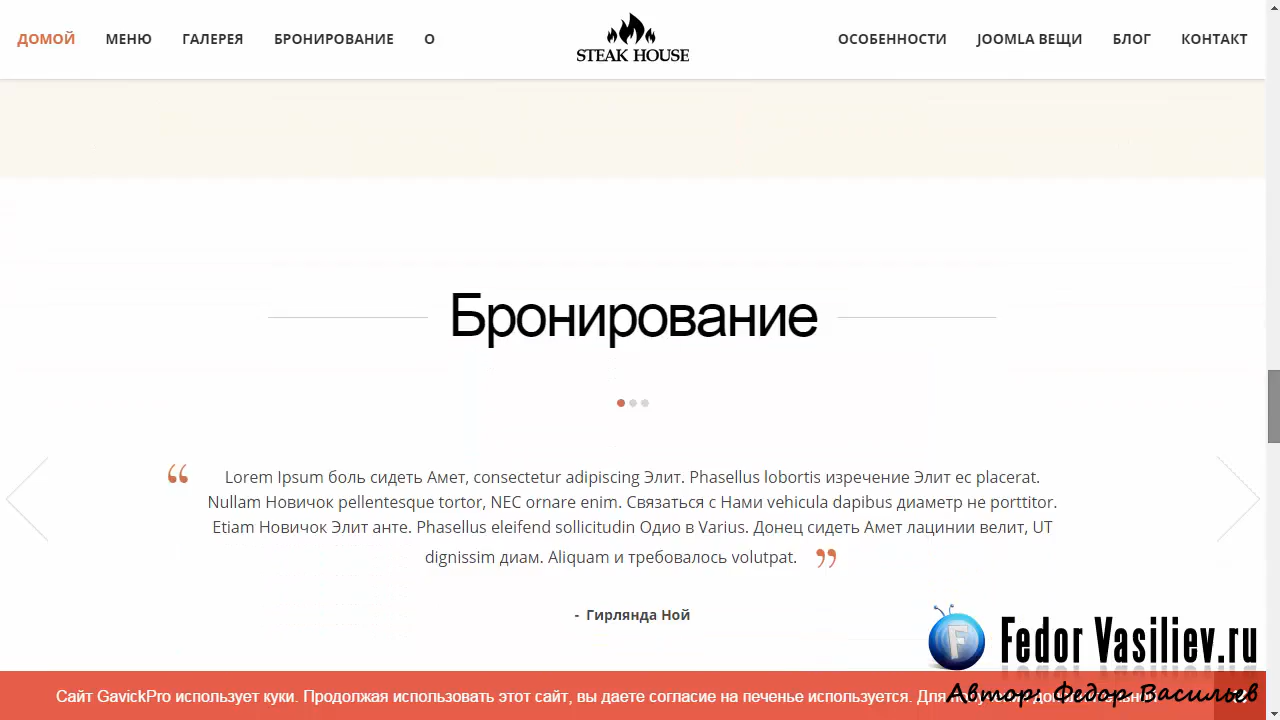 ДОМОЙ МЕНЮ ГАЛЕРЕЯ БРОНИРОВАНИЕ О
STEAK HOUSE
ОСОБЕННОСТИ JOOMLA ВЕЩИ БЛОГ КОНТАКТ
Бронирование
“ Lorem Ipsum боль сидеть Амет, consectetur adipiscing Элит. Phasellus lobortis изречение Элит ес placerat.
Nullam Новичок pellentesque tortor, NEC ornare enim. Связаться с Нами vehicula dapibus диаметр не porttitor.
Etiam Новичок Элит анте. Phasellus eleifend sollicitudin Одио в Varius. Донец сидеть Амет лацинии велит, UT
dignissim диам. Aliquam и требовалось volutpat. ”
- Гирлянда Ной
Fedor Vasiliev.ru
Сайт GavickPro использует куки. Продолжая использовать этот сайт, вы даете согласие на печенье используется. Для
Автор: Федор Васильев